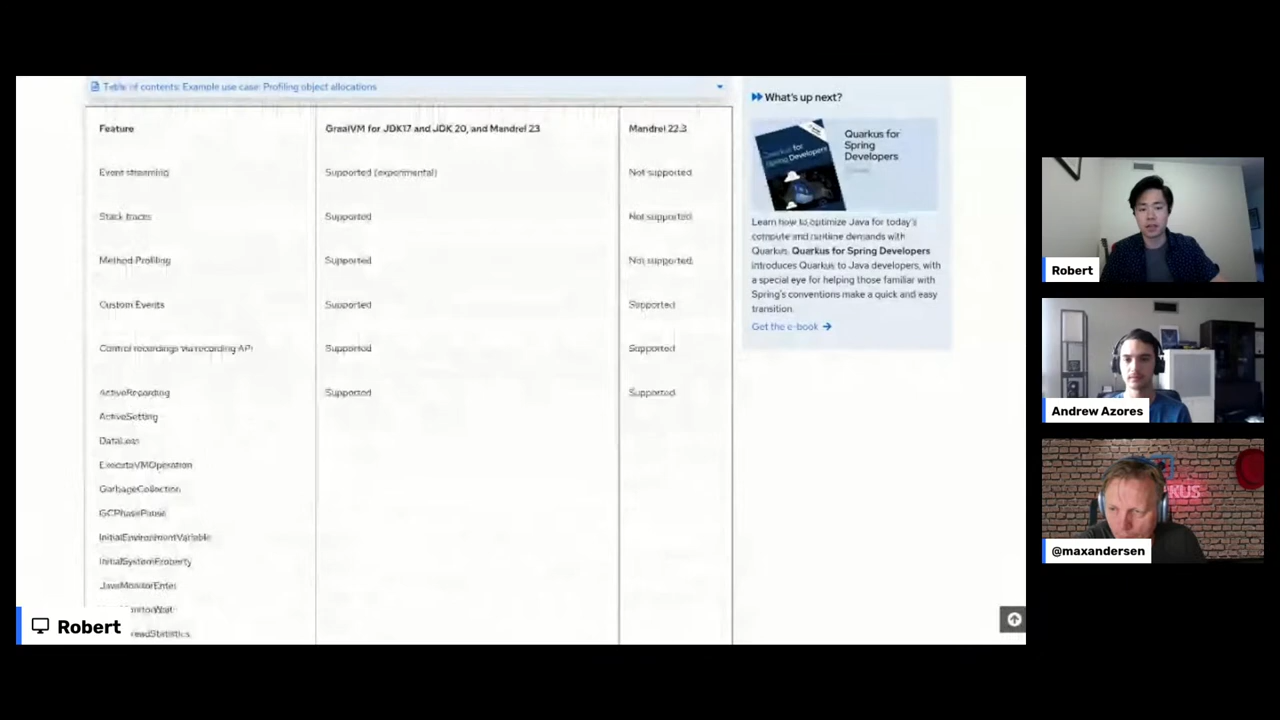 Table of contents: Example use case: Profiling object allocations
Feature
GraalVM for JDK17 and JDK 20, and Mandrel 23
Mandrel 22.3
Event streaming
Supported (experimental)
Not supported
Stack traces
Supported
Not supported
Method Profiling
Supported
Not supported
Custom Events
Supported
Supported
Control recordings via recording API
Supported
Supported
ActiveRecording
Supported
Supported
ActiveSetting
DataLoss
ExecuteVMOperation
GarbageCollection
GCPhasePause
InitialEnvironmentVariable
InitialSystemProperty
JavaMonitorEnter
What's up next?
Quarkus for
Spring Developers
Quarkus for
Spring
Developers
Learn how to optimize Java for today's
compute and runtime demands with
Quarkus. Quarkus for Spring Developers
introduces Quarkus to Java developers, with
a special eye for helping those familiar with
Spring's conventions make a quick and easy
transition.
Get the e-book
Robert
Robert
Andrew Azores
KUS
@maxandersen